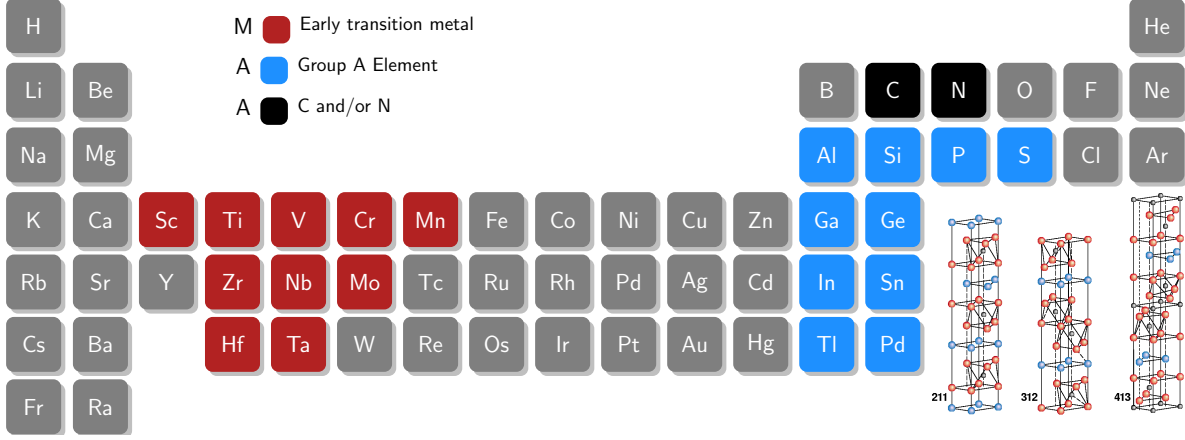 H He
M Early transition metal
Li Be B C N O F Ne
A Group A Element
A C and/or N
Na Mg Al Si P S Cl Ar
K Ca Sc Ti V Cr Mn Fe Co Ni Cu Zn Ga Ge
Rb Sr Y Zr Nb Mo Tc Ru Rh Pd Ag Cd In Sn
Cs Ba Hf Ta W Re Os Ir Pt Au Hg Tl Pd
211 312 413
Fr Ra